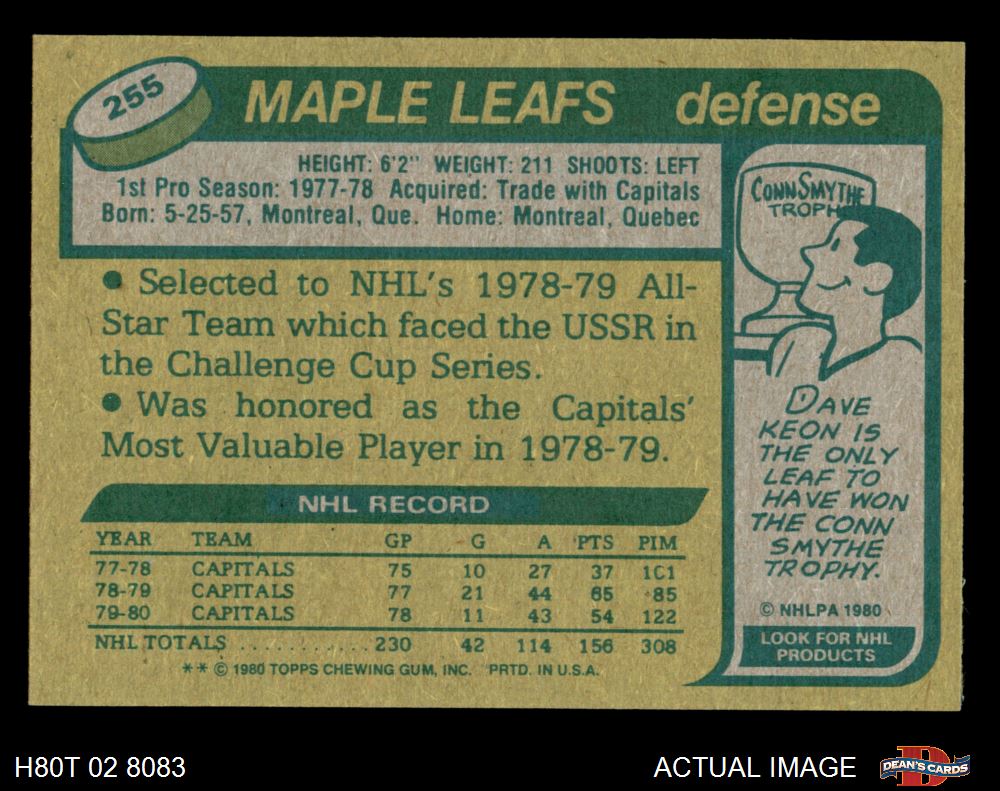 255
MAPLE LEAFS defense
HEIGHT: 6'2" WEIGHT: 211 SHOOTS: LEFT
1st Pro Season: 1977-78 Acquired: Trade with Capitals
Born: 5-25-57, Montreal, Que. Home: Montreal, Quebec
• Selected to NHL's 1978-79 All-
Star Team which faced the USSR in
the Challenge Cup Series.
• Was honored as the Capitals'
Most Valuable Player in 1978-79.
NHL RECORD
YEAR TEAM GP G A PTS PIM
77-78 CAPITALS 75 10 27 37 101
78-79 CAPITALS 77 21 44 65 85
79-80 CAPITALS 78 11 43 54 122
NHL TOTALS .......... 230 42 114 156 308
** © 1980 TOPPS CHEWING GUM, INC. PRTD. IN U.S.A.
CONN SMYTHE
TROPH
DAVE
KEON IS
THE ONLY
LEAF TO
HAVE WON
THE CONN
SMYTHE
TROPHY.
© NHLPA 1980
LOOK FOR NHL
PRODUCTS
H80T 02 8083
ACTUAL IMAGE
D
DEAN'S CARDS